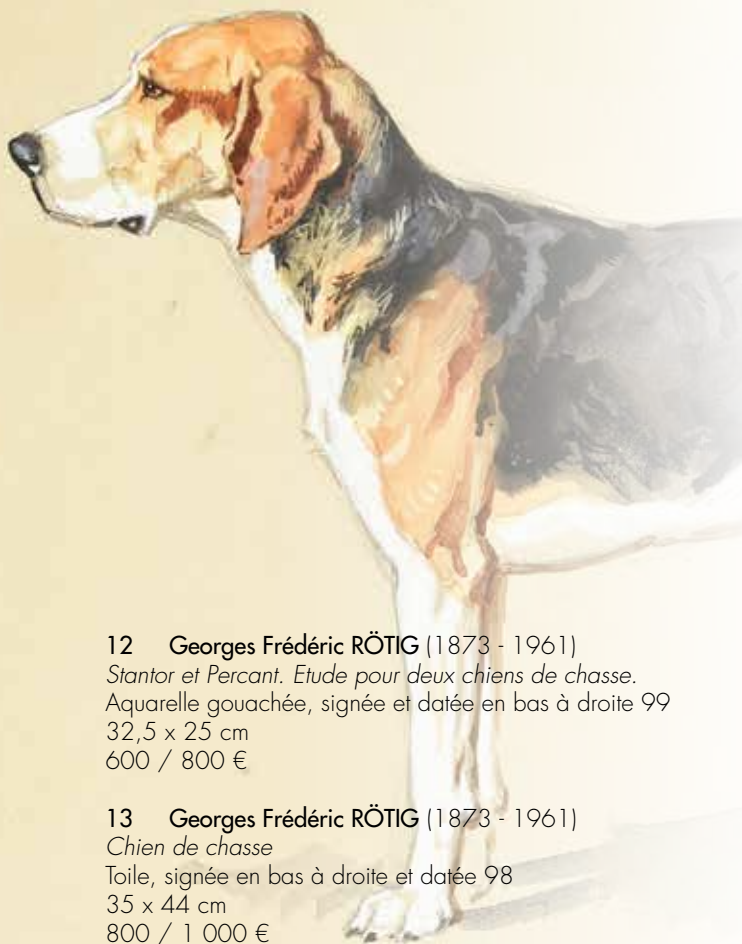 12 Georges Frédéric RÖTIG (1873 - 1961)
Stantor et Percant. Etude pour deux chiens de chasse.
Aquarelle gouachée, signée et datée en bas à droite 99
32,5 x 25 cm
600 / 800 €
13 Georges Frédéric RÖTIG (1873 - 1961)
Chien de chasse
Toile, signée en bas à droite et datée 98
35 x 44 cm
800 / 1 000 €